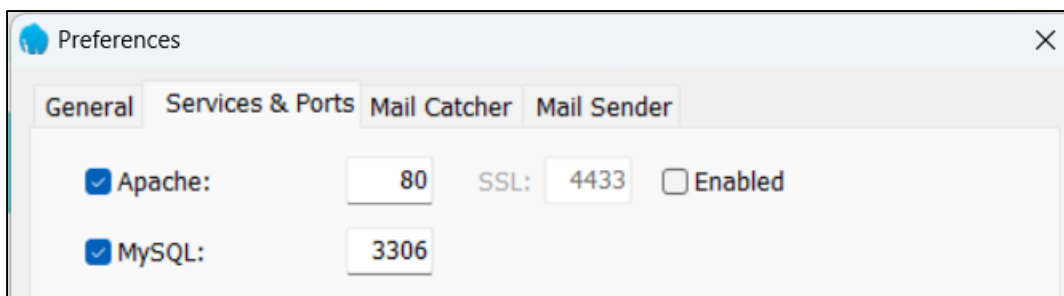 Preferences
General Services & Ports Mail Catcher Mail Sender
Apache: 80 SSL: 4433 Enabled
MySQL: 3306